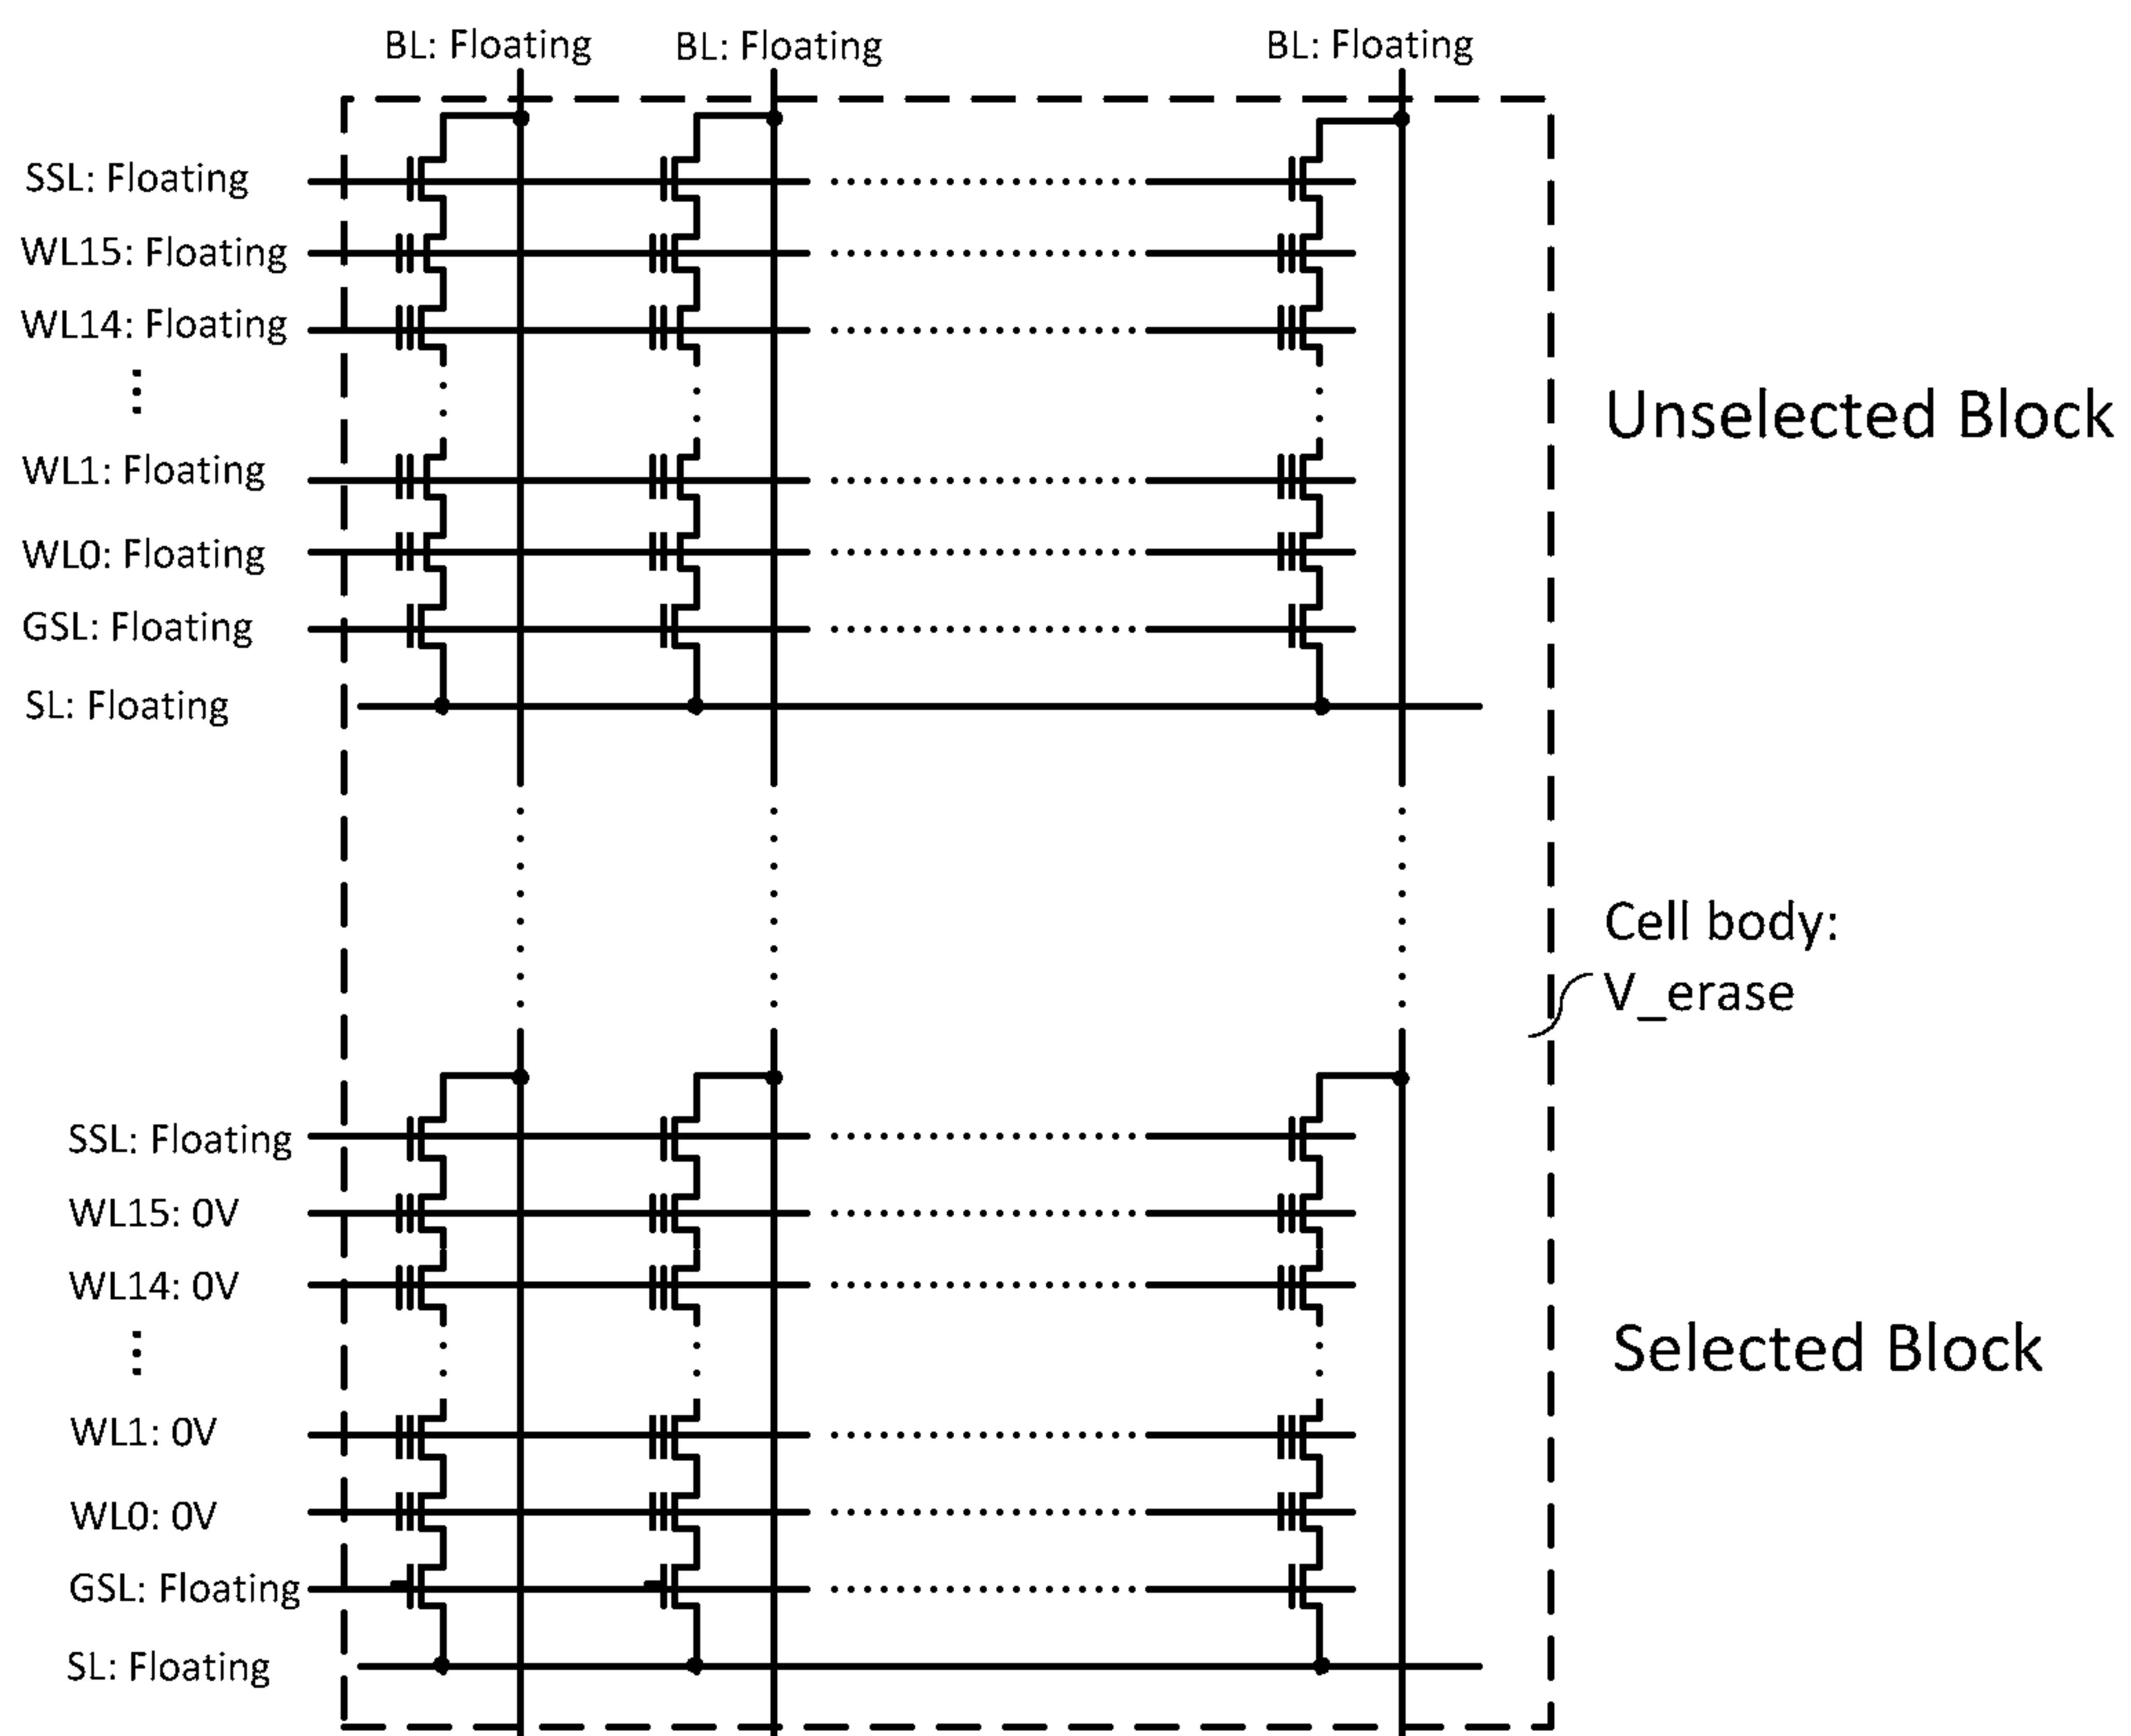 BL: Floating
BL: Floating
BL: Floating
SSL: Floating
WL15: Floating
WL14: Floating
WL1: Floating
WL0: Floating
GSL: Floating
SL: Floating
Unselected Block
Cell body:
V_erase
SSL: Floating
WL15: 0V
WL14: 0V
WL1: 0V
WL0: 0V
GSL: Floating
SL: Floating
Selected Block